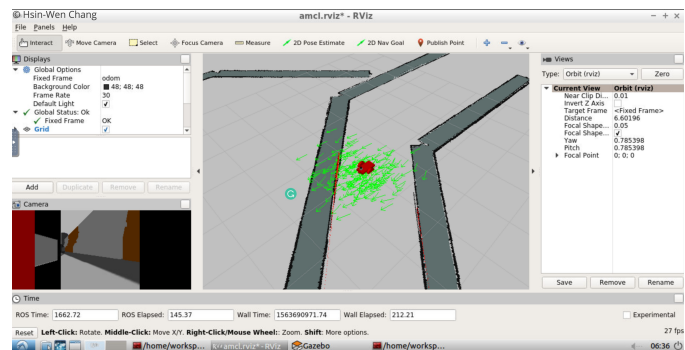 © Hsin-Wen Chang
amcl.rviz* - RViz
File Panels Help
Interact Move Camera Select Focus Camera Measure 2D Pose Estimate 2D Nav Goal Publish Point
Displays
Global Options
Fixed Frame odom
Background Color 48; 48; 48
Frame Rate 30
Default Light
Global Status: Ok
Fixed Frame OK
Grid
Add Duplicate Remove Rename
Camera
Views
Type: Orbit (rviz) Zero
Current View Orbit (rviz)
Near Clip Di... 0.01
Invert Z Axis
Target Frame <Fixed Frame>
Distance 6.60196
Focal Shape... 0.05
Focal Shape...
Yaw 0.785398
Pitch 0.785398
Focal Point 0; 0; 0
Save Remove Rename
Time
ROS Time: 1662.72 ROS Elapsed: 145.37 Wall Time: 1563690971.74 Wall Elapsed: 212.21 Experimental
Reset Left-Click: Rotate. Middle-Click: Move X/Y. Right-Click/Mouse Wheel:: Zoom. Shift: More options. 27 fps
/home/worksp... amcl.rviz* - RViz Gazebo /home/worksp... 06:36